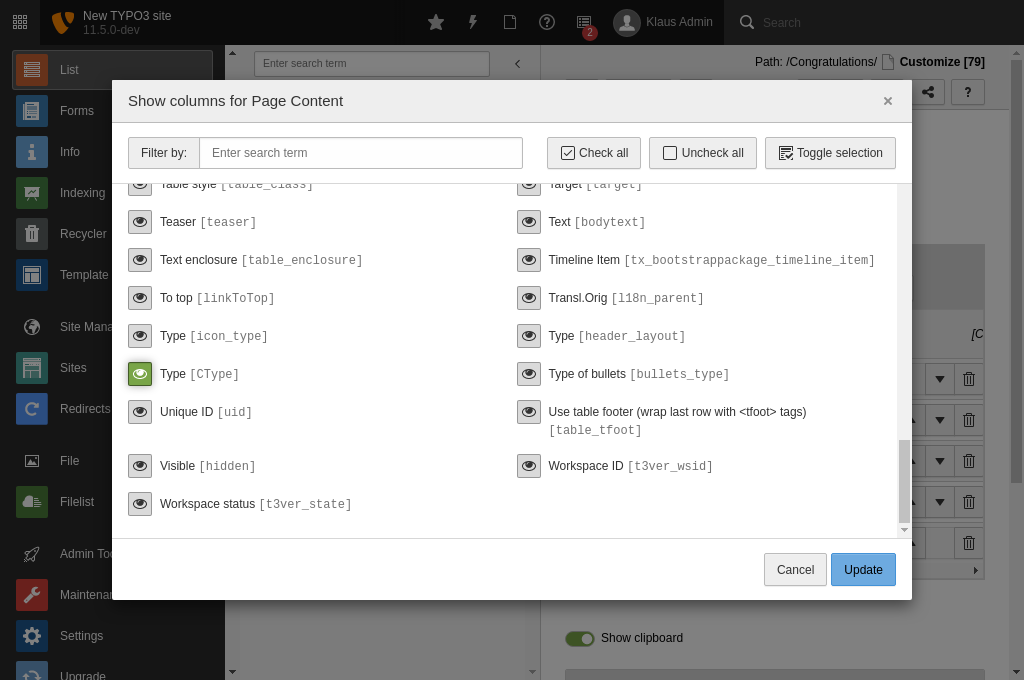 New TYPO3 site
11.5.0-dev
2
Klaus Admin
Search
List
Forms
Info
Indexing
Recycler
Template
Site Mana
Sites
Redirects
File
Filelist
Admin Too
Maintenan
Settings
Upgrade
Enter search term
Path: /Congratulations/ Customize [79]
?
Show columns for Page Content
×
Filter by:
Enter search term
Check all
Uncheck all
Toggle selection
Table style [table_class]
Target [target]
Teaser [teaser]
Text [bodytext]
Text enclosure [table_enclosure]
Timeline Item [tx_bootstrappackage_timeline_item]
To top [linkToTop]
Transl.Orig [l18n_parent]
Type [icon_type]
Type [header_layout]
Type [CType]
Type of bullets [bullets_type]
Unique ID [uid]
Use table footer (wrap last row with <tfoot> tags)
[table_tfoot]
Visible [hidden]
Workspace ID [t3ver_wsid]
Workspace status [t3ver_state]
Cancel
Update
[C
Show clipboard